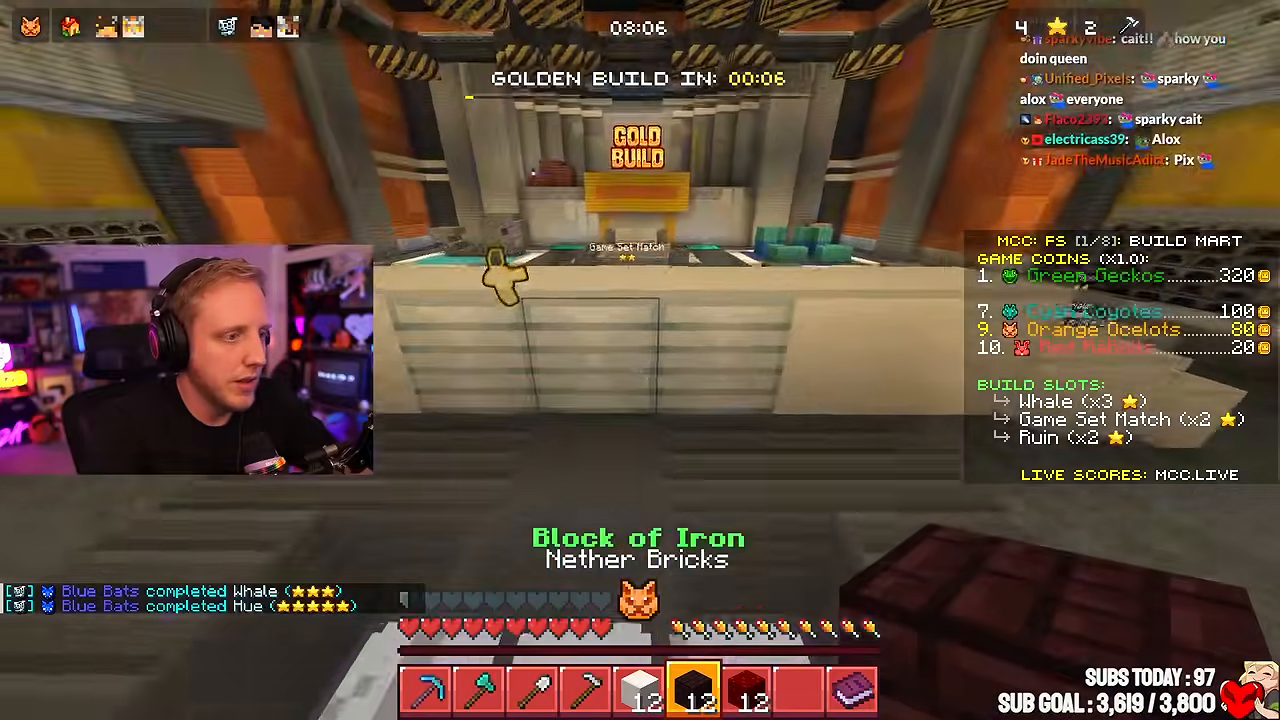 08:06
4 2
GOLDEN BUILD IN: 00:06
sparkyvibe: cait!! how you
doin queen
Unified_Pixels: sparky
alox everyone
Flaco2397: sparky cait
electricass39: Alox
JadeTheMusicAdict: Pix
GOLD
BUILD
Game Set Match
MCC: FS [1/8]: BUILD MART
GAME COINS (X1.0):
1. Green Geckos............320
7. Cyan Coyotes............100
9. Orange Ocelots.........80
10. Red Rabbits..............20
BUILD SLOTS:
Whale (x3 ⭐)
Game Set Match (x2 ⭐)
Ruin (x2 ⭐)
LIVE SCORES: MCC.LIVE
Block of Iron
Nether Bricks
Blue Bats completed Whale (★★★)
Blue Bats completed Hue (★★★★★)
12 12 12
SUBS TODAY : 97
SUB GOAL : 3,619 / 3,800